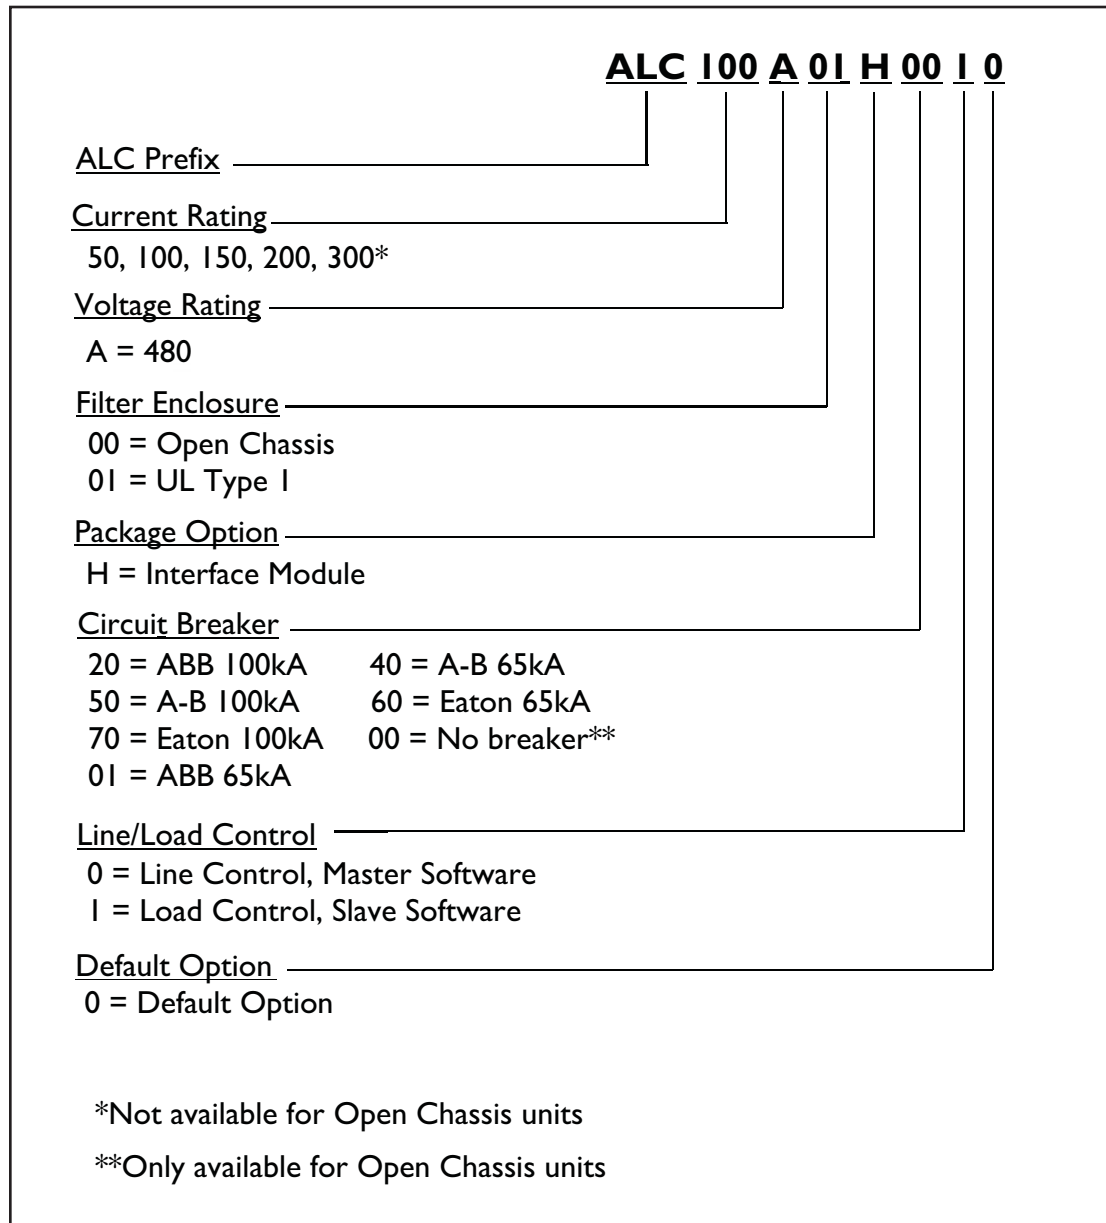 ALC 100 A 01 H 00 1 0
ALC Prefix
Current Rating
50, 100, 150, 200, 300*
Voltage Rating
A = 480
Filter Enclosure
00 = Open Chassis
01 = UL Type 1
Package Option
H = Interface Module
Circuit Breaker
20 = ABB 100kA 40 = A-B 65kA
50 = A-B 100kA 60 = Eaton 65kA
70 = Eaton 100kA 00 = No breaker**
01 = ABB 65kA
Line/Load Control
0 = Line Control, Master Software
1 = Load Control, Slave Software
Default Option
0 = Default Option
*Not available for Open Chassis units
**Only available for Open Chassis units